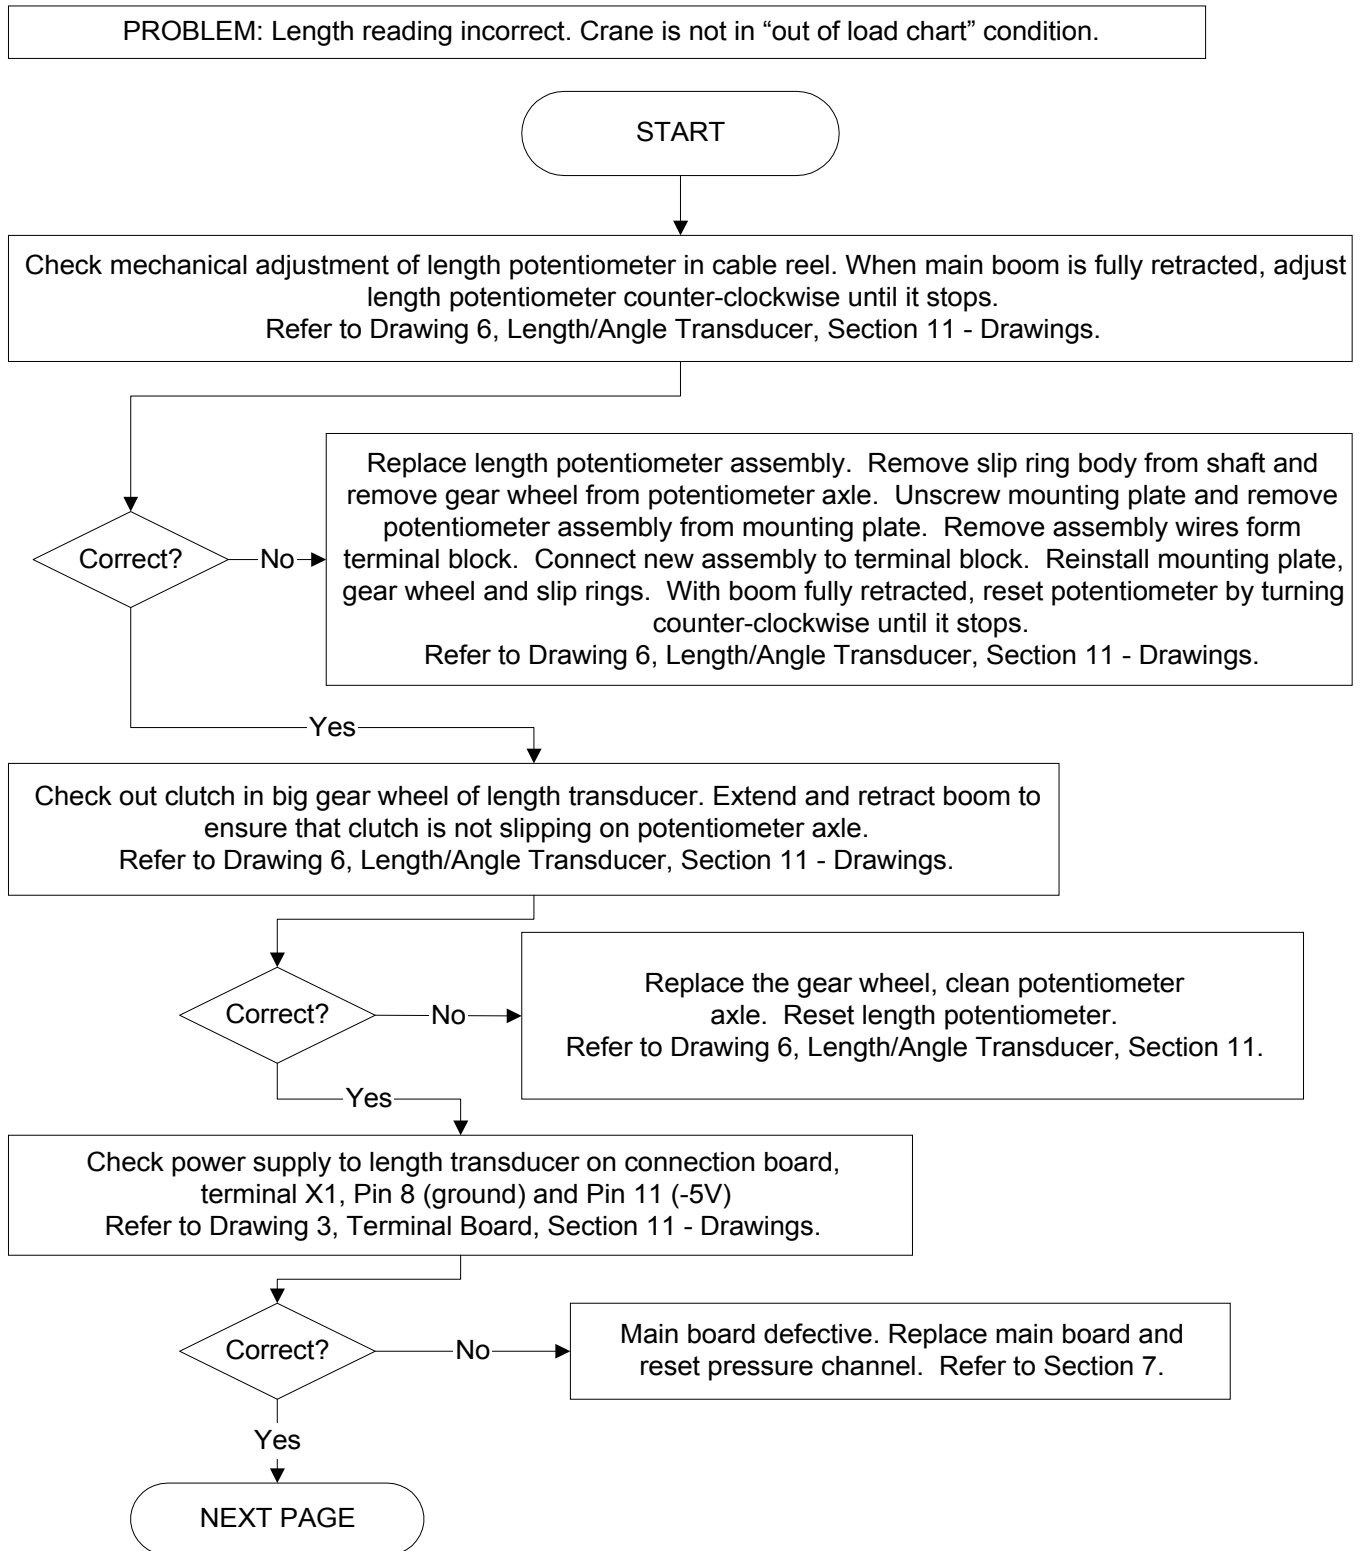 PROBLEM: Length reading incorrect. Crane is not in “out of load chart” condition.
START
Check mechanical adjustment of length potentiometer in cable reel. When main boom is fully retracted, adjust
length potentiometer counter-clockwise until it stops.
Refer to Drawing 6, Length/Angle Transducer, Section 11 - Drawings.
Correct?
No
Replace length potentiometer assembly.  Remove slip ring body from shaft and
remove gear wheel from potentiometer axle.  Unscrew mounting plate and remove
potentiometer assembly from mounting plate.  Remove assembly wires form
terminal block.  Connect new assembly to terminal block.  Reinstall mounting plate,
gear wheel and slip rings.  With boom fully retracted, reset potentiometer by turning
counter-clockwise until it stops.
Refer to Drawing 6, Length/Angle Transducer, Section 11 - Drawings.
Yes
Check out clutch in big gear wheel of length transducer. Extend and retract boom to
ensure that clutch is not slipping on potentiometer axle.
Refer to Drawing 6, Length/Angle Transducer, Section 11 - Drawings.
Correct?
No
Replace the gear wheel, clean potentiometer
axle.  Reset length potentiometer.
Refer to Drawing 6, Length/Angle Transducer, Section 11.
Yes
Check power supply to length transducer on connection board,
terminal X1, Pin 8 (ground) and Pin 11 (-5V)
Refer to Drawing 3, Terminal Board, Section 11 - Drawings.
Correct?
No
Main board defective. Replace main board and
reset pressure channel.  Refer to Section 7.
Yes
NEXT PAGE